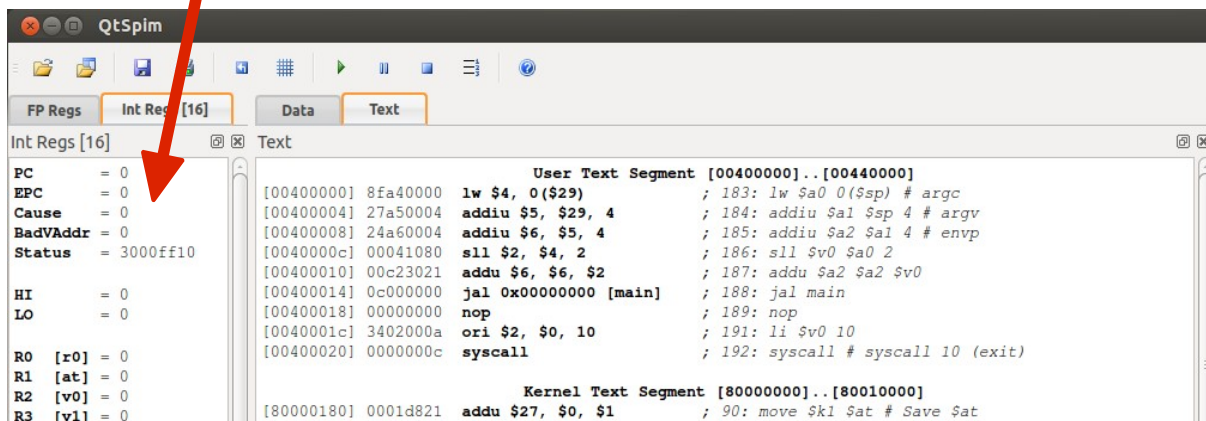 QtSpim
FP Regs Int Reg [16] Data Text
Int Regs [16] Text
PC = 0
EPC = 0
Cause = 0
BadVAddr = 0
Status = 3000ff10
HI = 0
LO = 0
R0 [r0] = 0
R1 [at] = 0
R2 [v0] = 0
R3 [v1] = 0
User Text Segment [00400000]..[00440000]
[00400000] 8fa40000 lw $4, 0($29) ; 183: lw $a0 0($sp) # argc
[00400004] 27a50004 addiu $5, $29, 4 ; 184: addiu $a1 $sp 4 # argv
[00400008] 24a60004 addiu $6, $5, 4 ; 185: addiu $a2 $a1 4 # envp
[0040000c] 00041080 sll $2, $4, 2 ; 186: sll $v0 $a0 2
[00400010] 00c23021 addu $6, $6, $2 ; 187: addu $a2 $a2 $v0
[00400014] 0c000000 jal 0x00000000 [main] ; 188: jal main
[00400018] 00000000 nop ; 189: nop
[0040001c] 3402000a ori $2, $0, 10 ; 191: li $v0 10
[00400020] 0000000c syscall ; 192: syscall # syscall 10 (exit)
Kernel Text Segment [80000000]..[80010000]
[80000180] 0001d821 addu $27, $0, $1 ; 90: move $k1 $at # Save $at